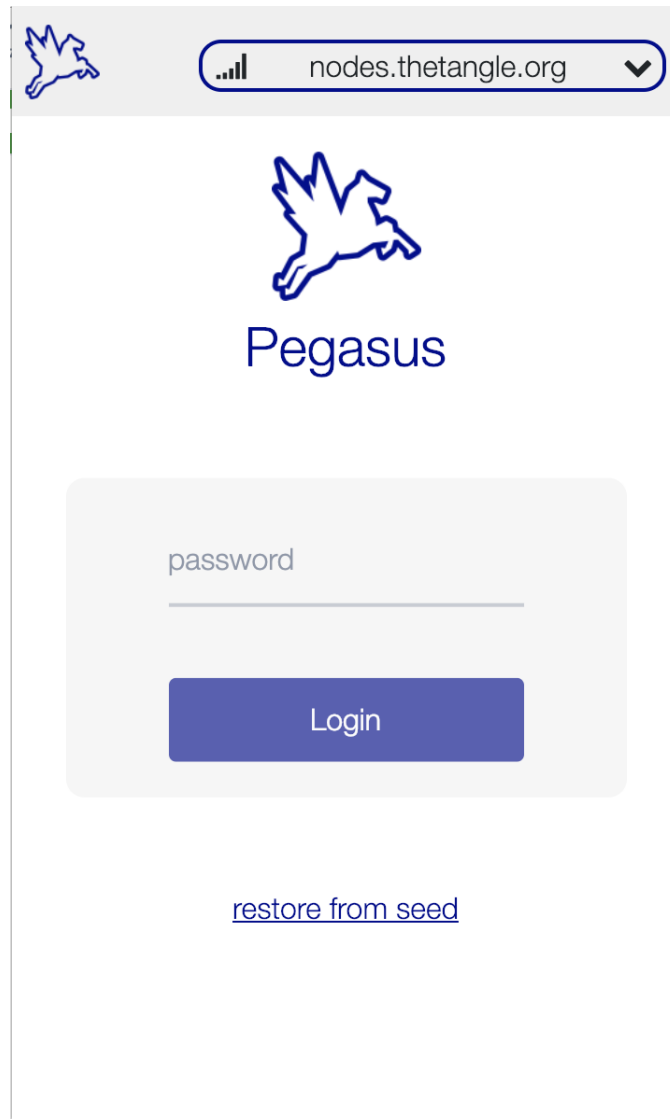 nodes.thetangle.org
Pegasus
password
Login
restore from seed